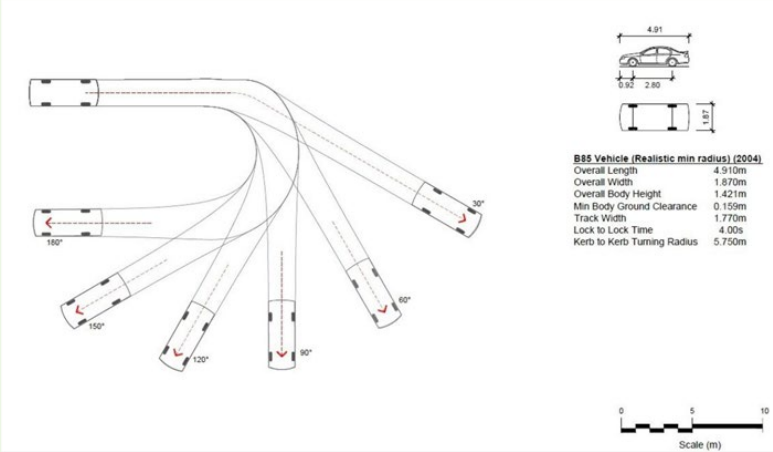 4.91
0.92 2.80
1.87
B85 Vehicle (Realistic min radius) (2004)
Overall Length 4.910m
Overall Width 1.870m
Overall Body Height 1.421m
Min Body Ground Clearance 0.159m
Track Width 1.770m
Lock to Lock Time 4.00s
Kerb to Kerb Turning Radius 5.750m
30°
180°
60°
150°
120°
90°
0 5 10
Scale (m)